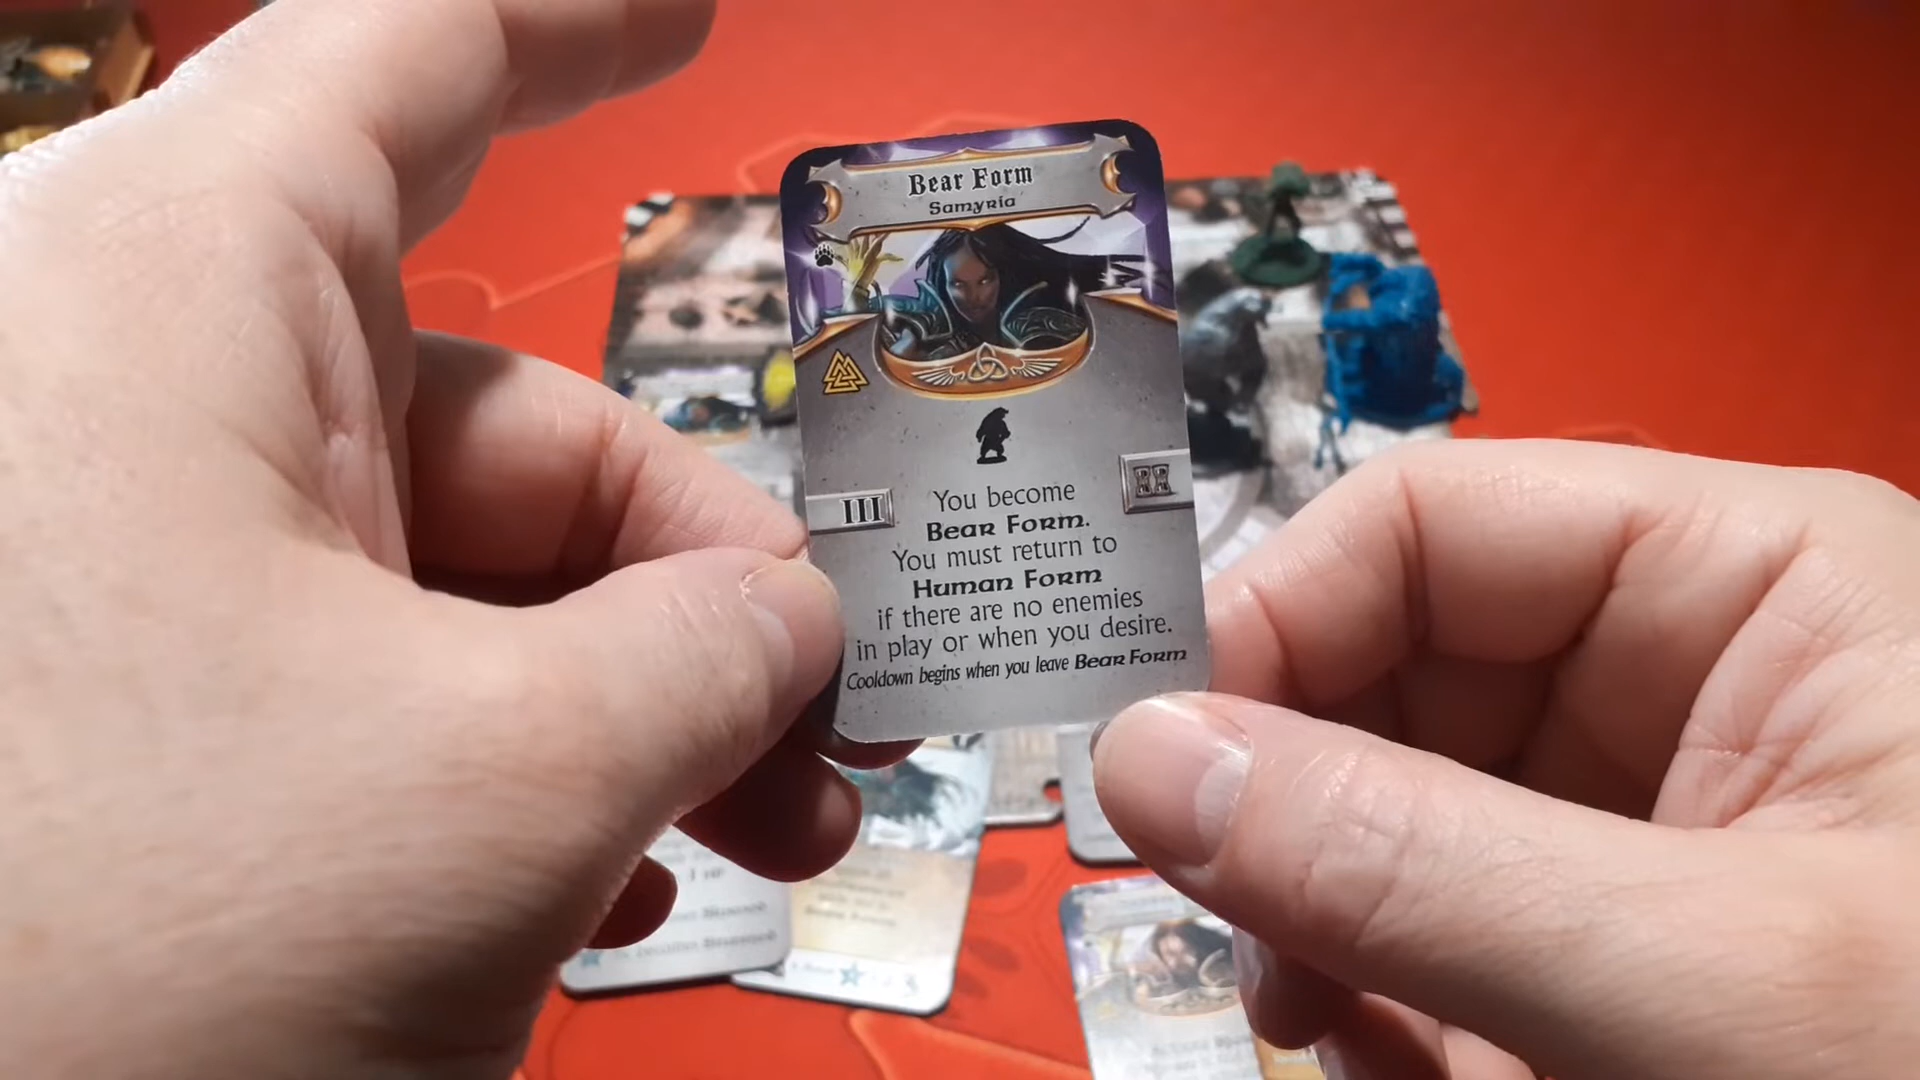 Bear Form
Samyria
III
You become
Bear Form.
You must return to
Human Form
if there are no enemies
in play or when you desire.
Cooldown begins when you leave Bear Form